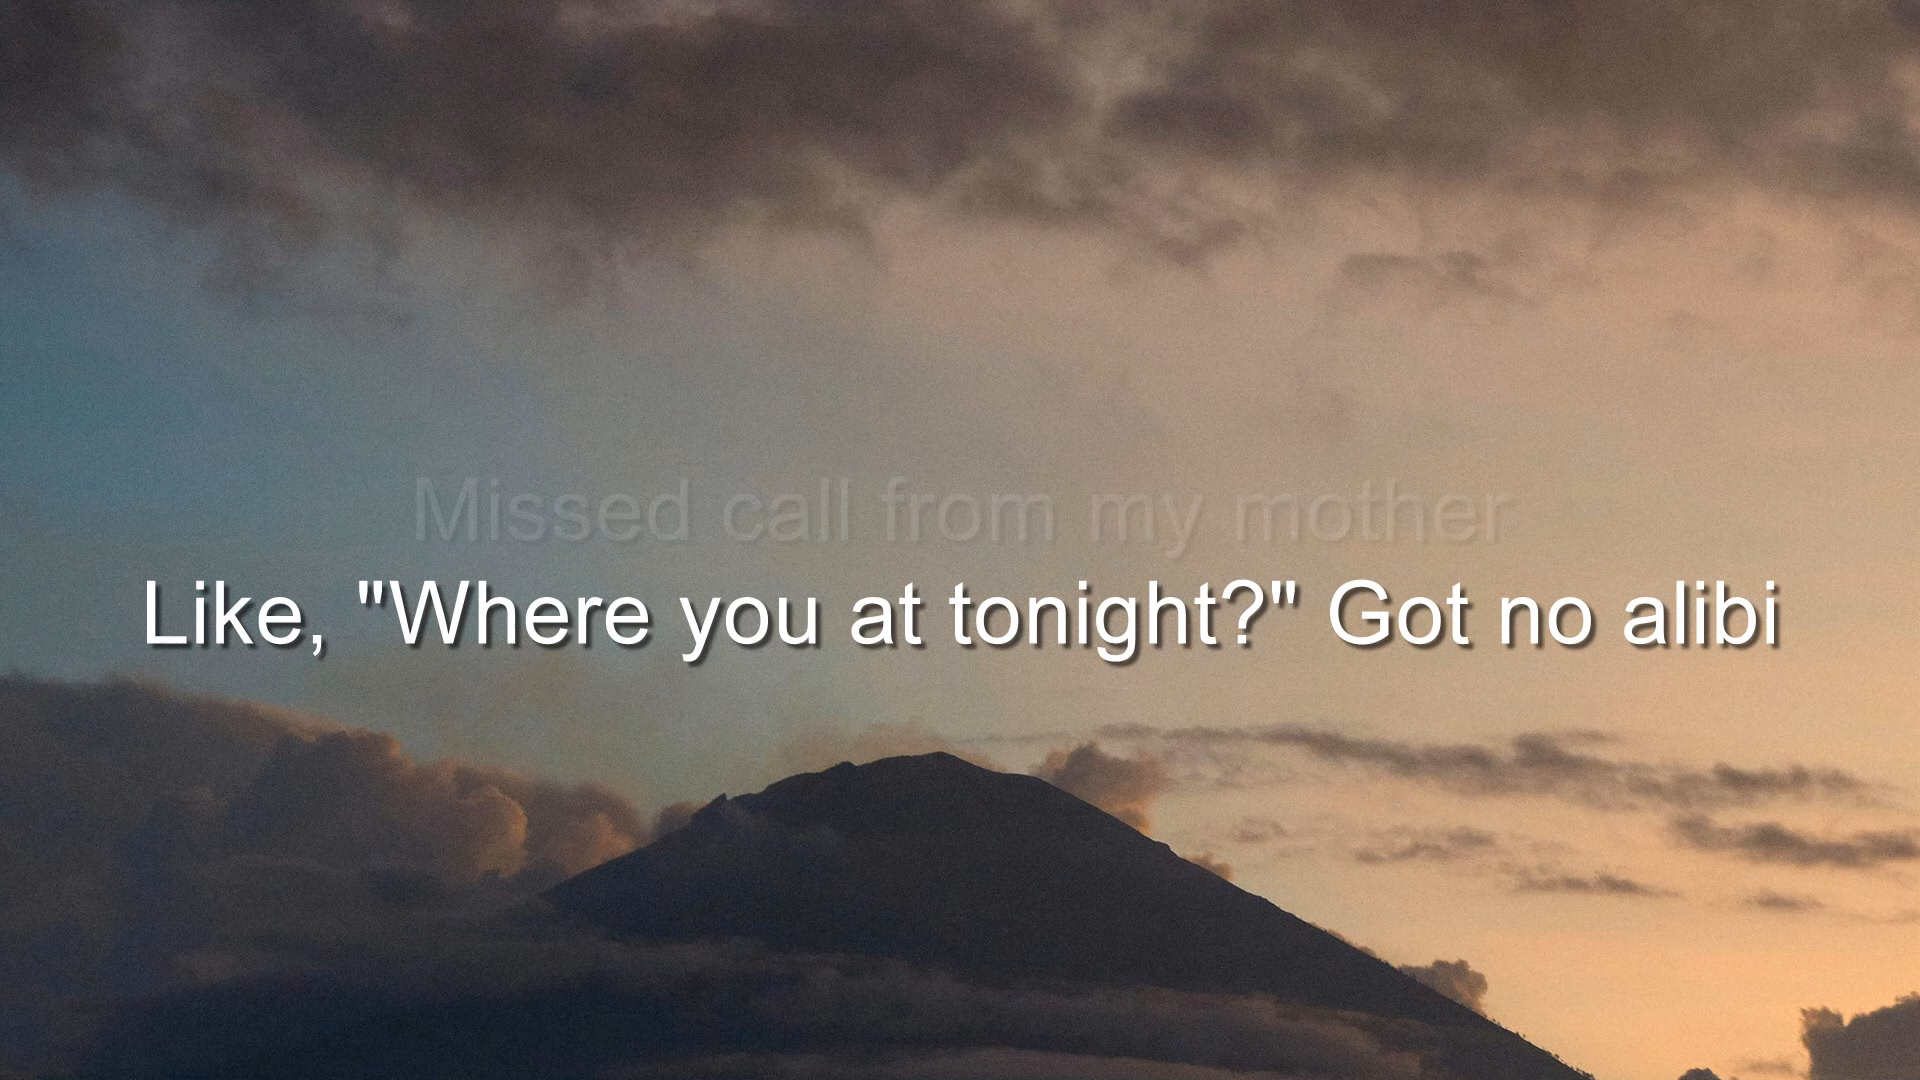 Missed call from my mother
Like, "Where you at tonight?" Got no alibi